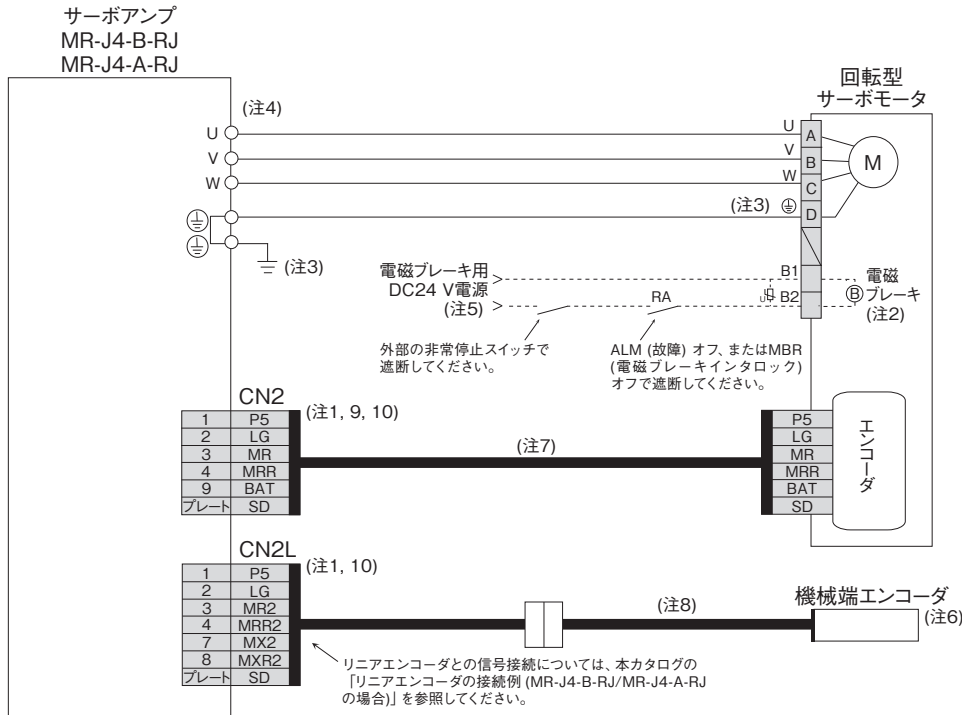 サーボアンプ
MR-J4-B-RJ
MR-J4-A-RJ
回転型
サーボモータ
(注4)
U
V
W
U
V
W
A
B
C
D
M
(注3)
(注3)
電磁ブレーキ用
DC24 V電源
(注5)
RA
B1
U
B2
B
電磁
ブレーキ
(注2)
外部の非常停止スイッチで
遮断してください。
ALM (故障) オフ、またはMBR
(電磁ブレーキインタロック)
オフで遮断してください。
CN2
(注1, 9, 10)
1 P5
2 LG
3 MR
4 MRR
9 BAT
プレート SD
(注7)
P5
LG
MR
MRR
BAT
SD
エンコーダ
CN2L
(注1, 10)
1 P5
2 LG
3 MR2
4 MRR2
7 MX2
8 MXR2
プレート SD
(注8)
機械端エンコーダ
(注6)
リニアエンコーダとの信号接続については、本カタログの
「リニアエンコーダの接続例 (MR-J4-B-RJ/MR-J4-A-RJ
の場合)」を参照してください。